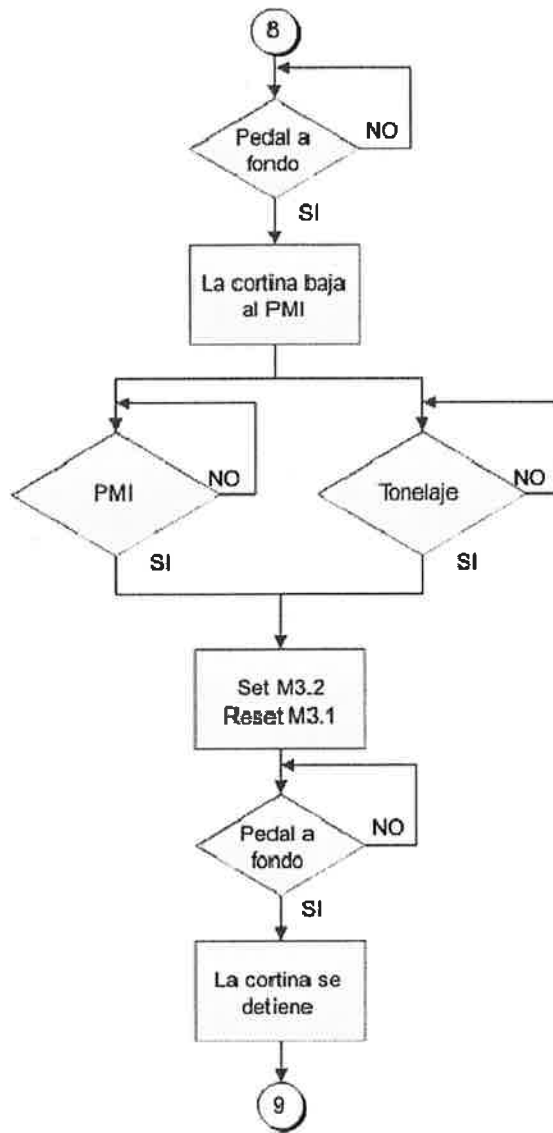 8
Pedal a
fondo
NO
SI
La cortina baja
al PMI
PMI
NO
SI
Tonelaje
NO
SI
Set M3.2
Reset M3.1
Pedal a
fondo
NO
SI
La cortina se
detiene
9